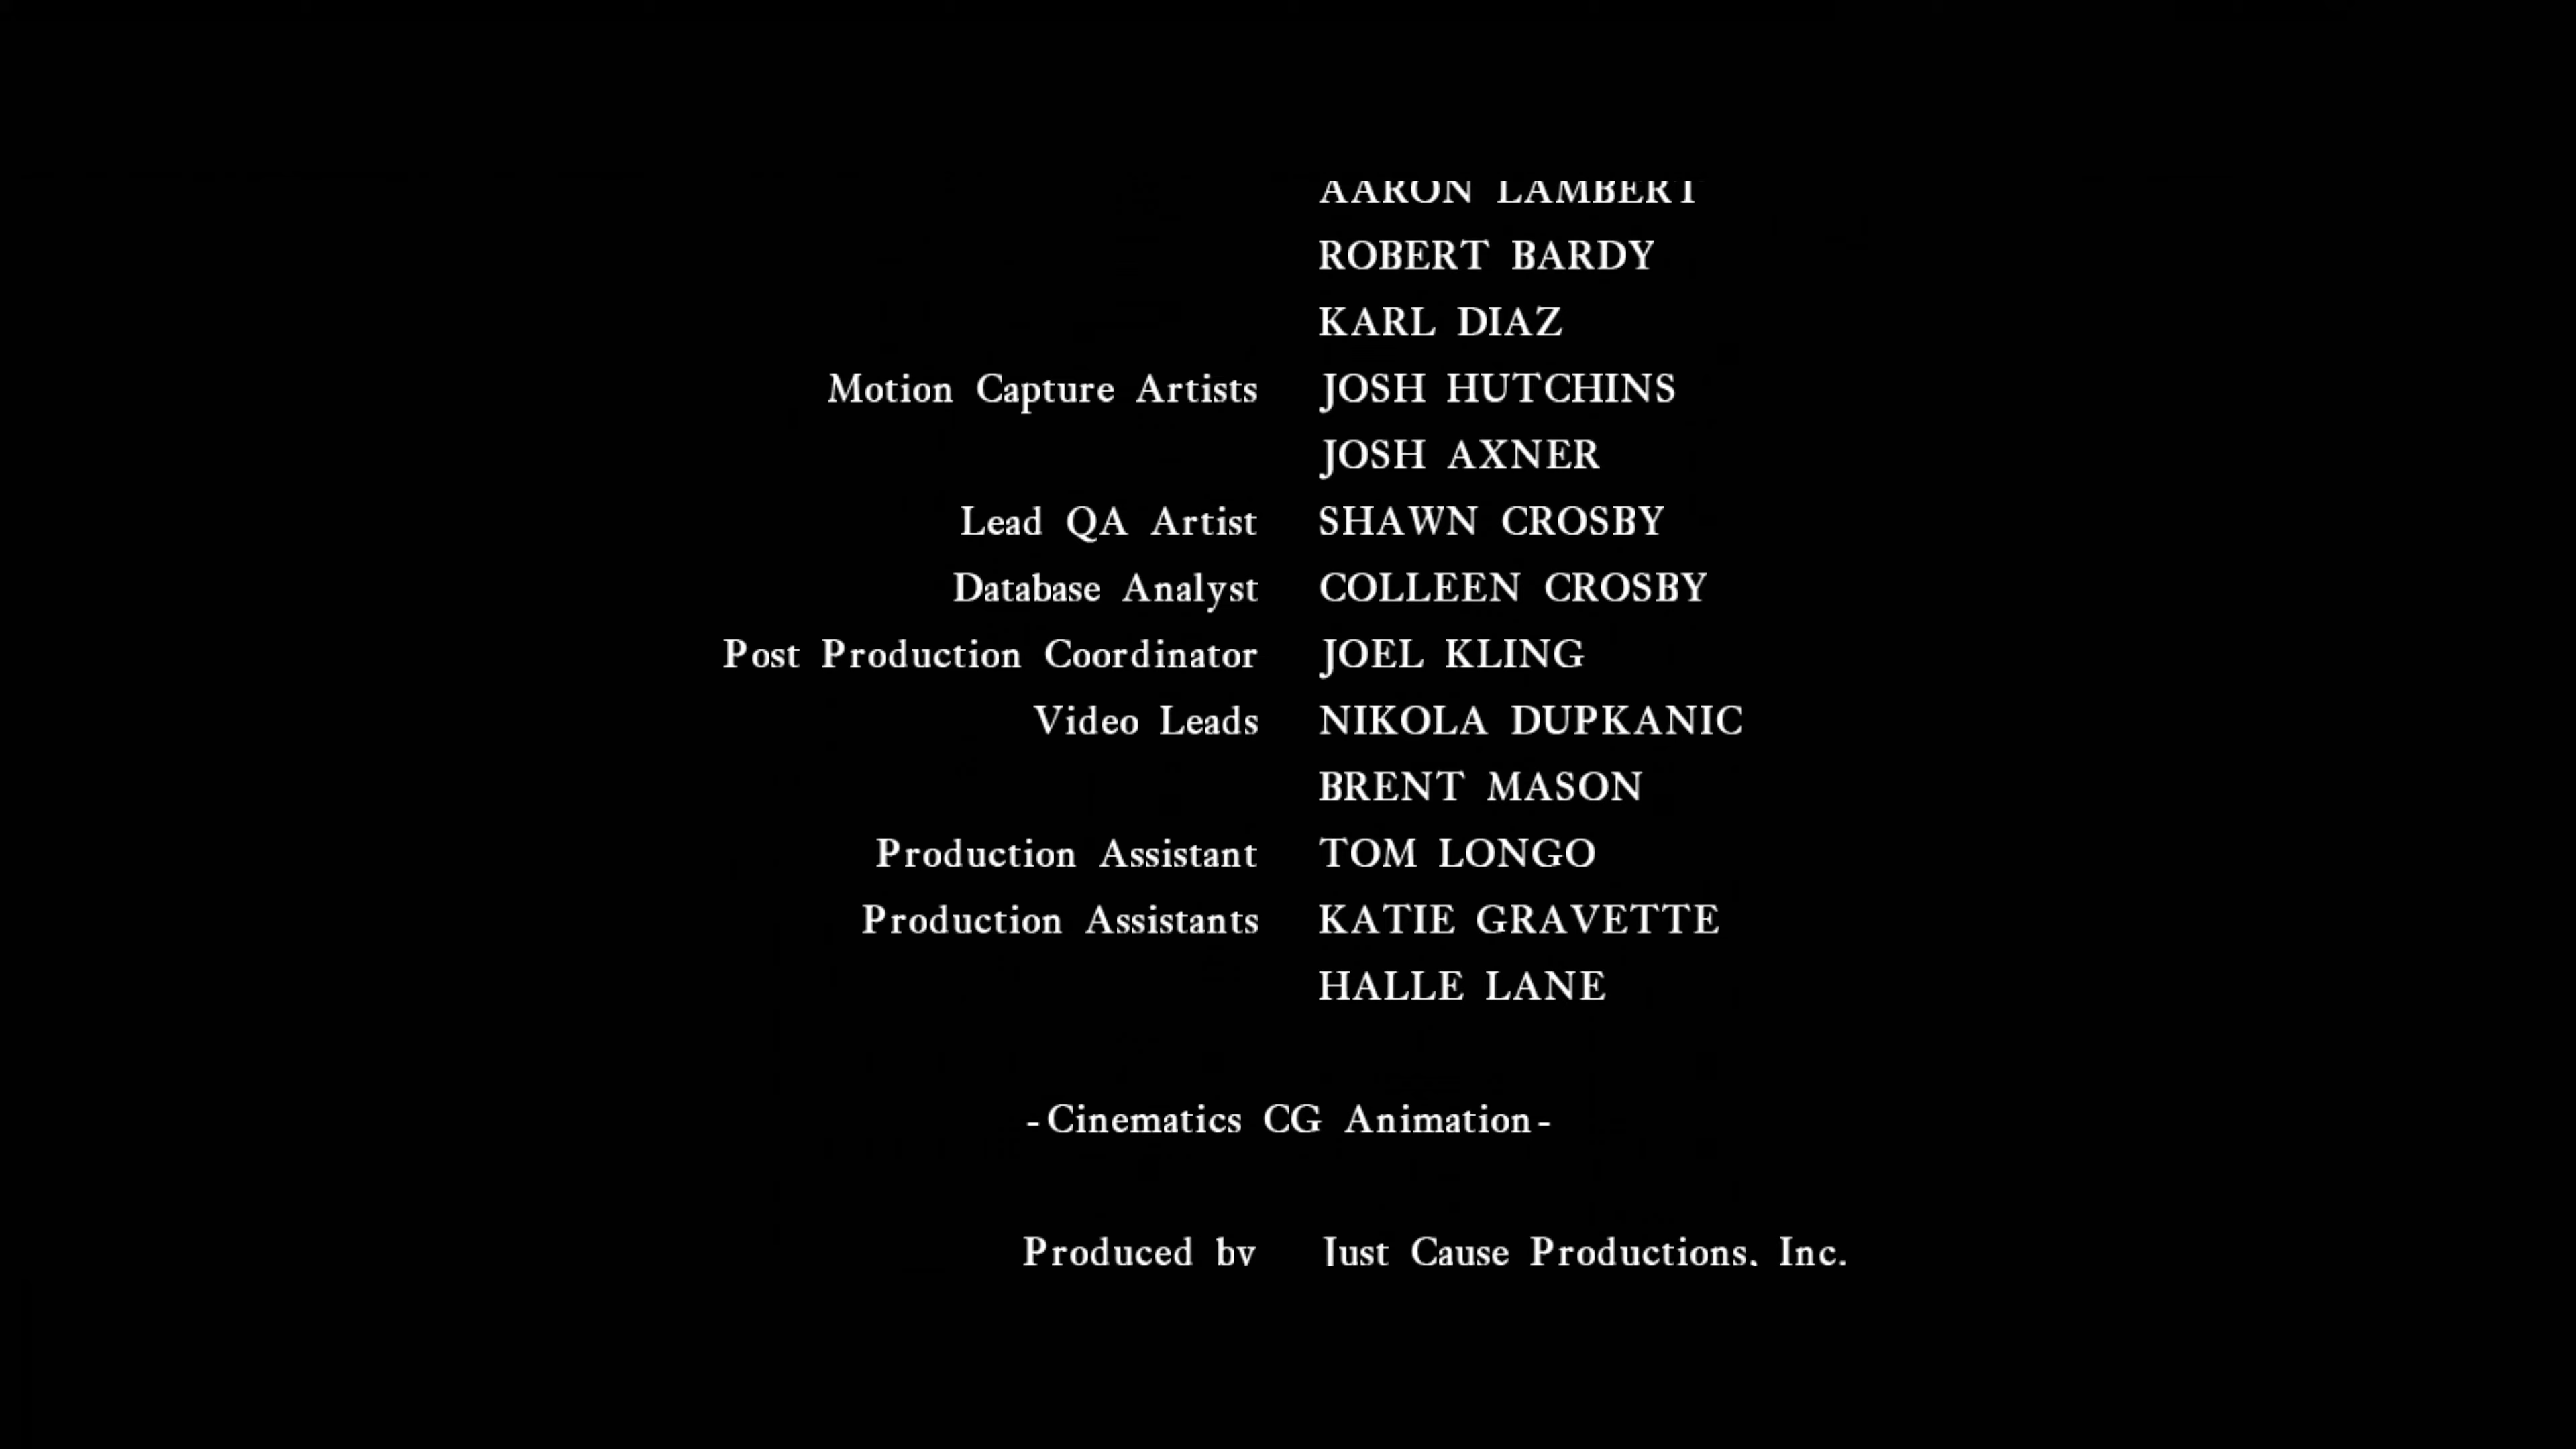 AARON LAMBERT
ROBERT BARDY
KARL DIAZ
Motion Capture Artists JOSH HUTCHINS
JOSH AXNER
Lead QA Artist SHAWN CROSBY
Database Analyst COLLEEN CROSBY
Post Production Coordinator JOEL KLING
Video Leads NIKOLA DUPKANIC
BRENT MASON
Production Assistant TOM LONGO
Production Assistants KATIE GRAVETTE
HALLE LANE
-Cinematics CG Animation-
Produced by Just Cause Productions, Inc.